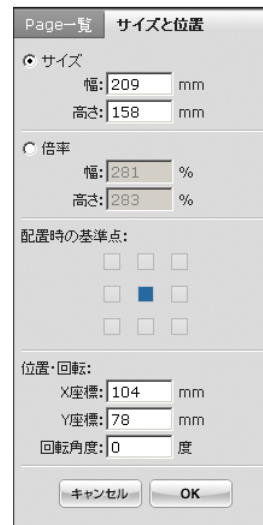 Page一覧 サイズと位置
サイズ
幅: 209 mm
高さ: 158 mm
倍率
幅: 281 %
高さ: 283 %
配置時の基準点:
位置・回転:
X座標: 104 mm
Y座標: 78 mm
回転角度: 0 度
キャンセル OK